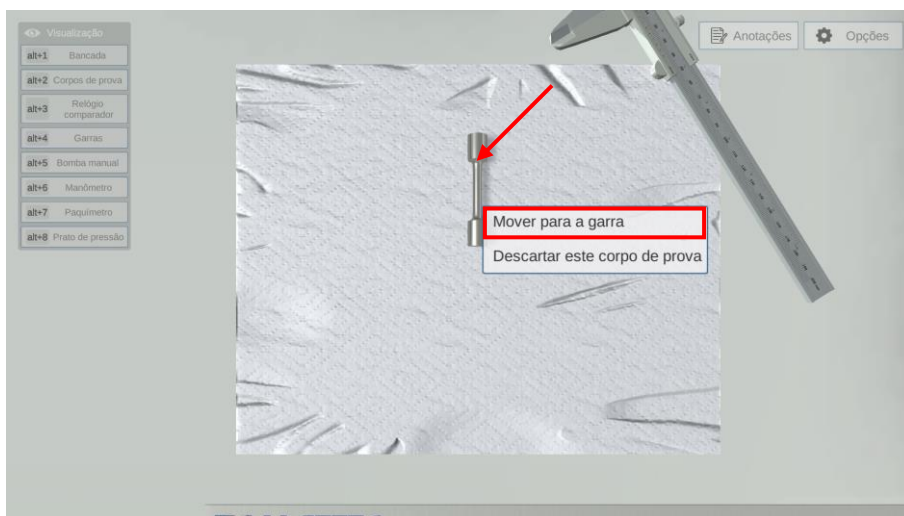 Visualização
alt+1 Bancada
alt+2 Corpos de prova
alt+3 Relógio
comparador
alt+4 Garras
alt+5 Bomba manual
alt+6 Manômetro
alt+7 Paquímetro
alt+8 Prato de pressão
Anotações
Opções
Mover para a garra
Descartar este corpo de prova